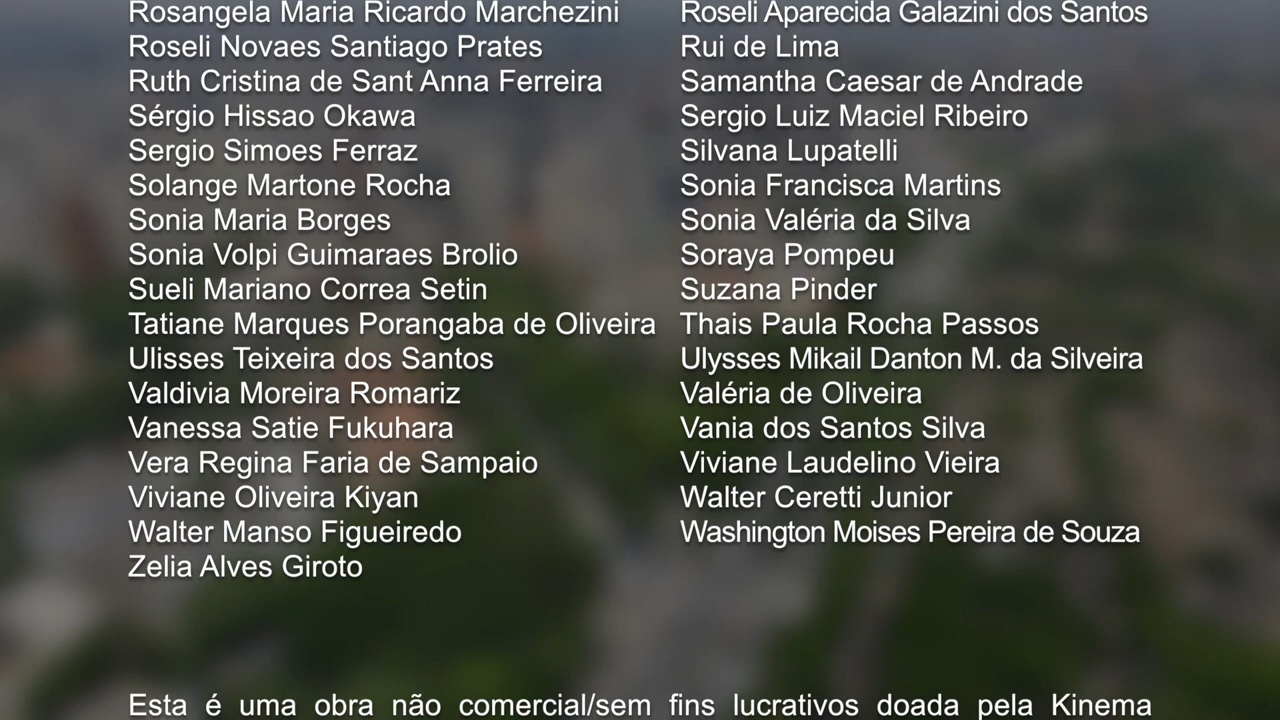 Rosangela Maria Ricardo Marchezini Roseli Aparecida Galazini dos Santos
Roseli Novaes Santiago Prates Rui de Lima
Ruth Cristina de Sant Anna Ferreira Samantha Caesar de Andrade
Sérgio Hissao Okawa Sergio Luiz Maciel Ribeiro
Sergio Simoes Ferraz Silvana Lupatelli
Solange Martone Rocha Sonia Francisca Martins
Sonia Maria Borges Sonia Valéria da Silva
Sonia Volpi Guimaraes Brolio Soraya Pompeu
Sueli Mariano Correa Setin Suzana Pinder
Tatiane Marques Porangaba de Oliveira Thais Paula Rocha Passos
Ulisses Teixeira dos Santos Ulysses Mikail Danton M. da Silveira
Valdivia Moreira Romariz Valéria de Oliveira
Vanessa Satie Fukuhara Vania dos Santos Silva
Vera Regina Faria de Sampaio Viviane Laudelino Vieira
Viviane Oliveira Kiyan Walter Ceretti Junior
Walter Manso Figueiredo Washington Moises Pereira de Souza
Zelia Alves Giroto
Esta é uma obra não comercial/sem fins lucrativos doada pela Kinema